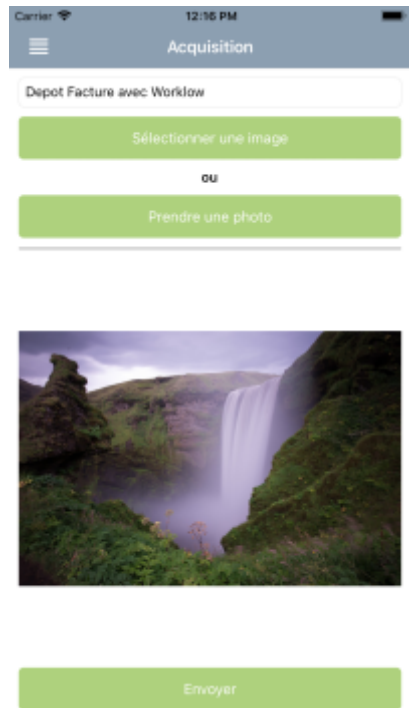 Carrier 12:16 PM
Acquisition
Depot Facture avec Worklow
Sélectionner une image
ou
Prendre une photo
Envoyer